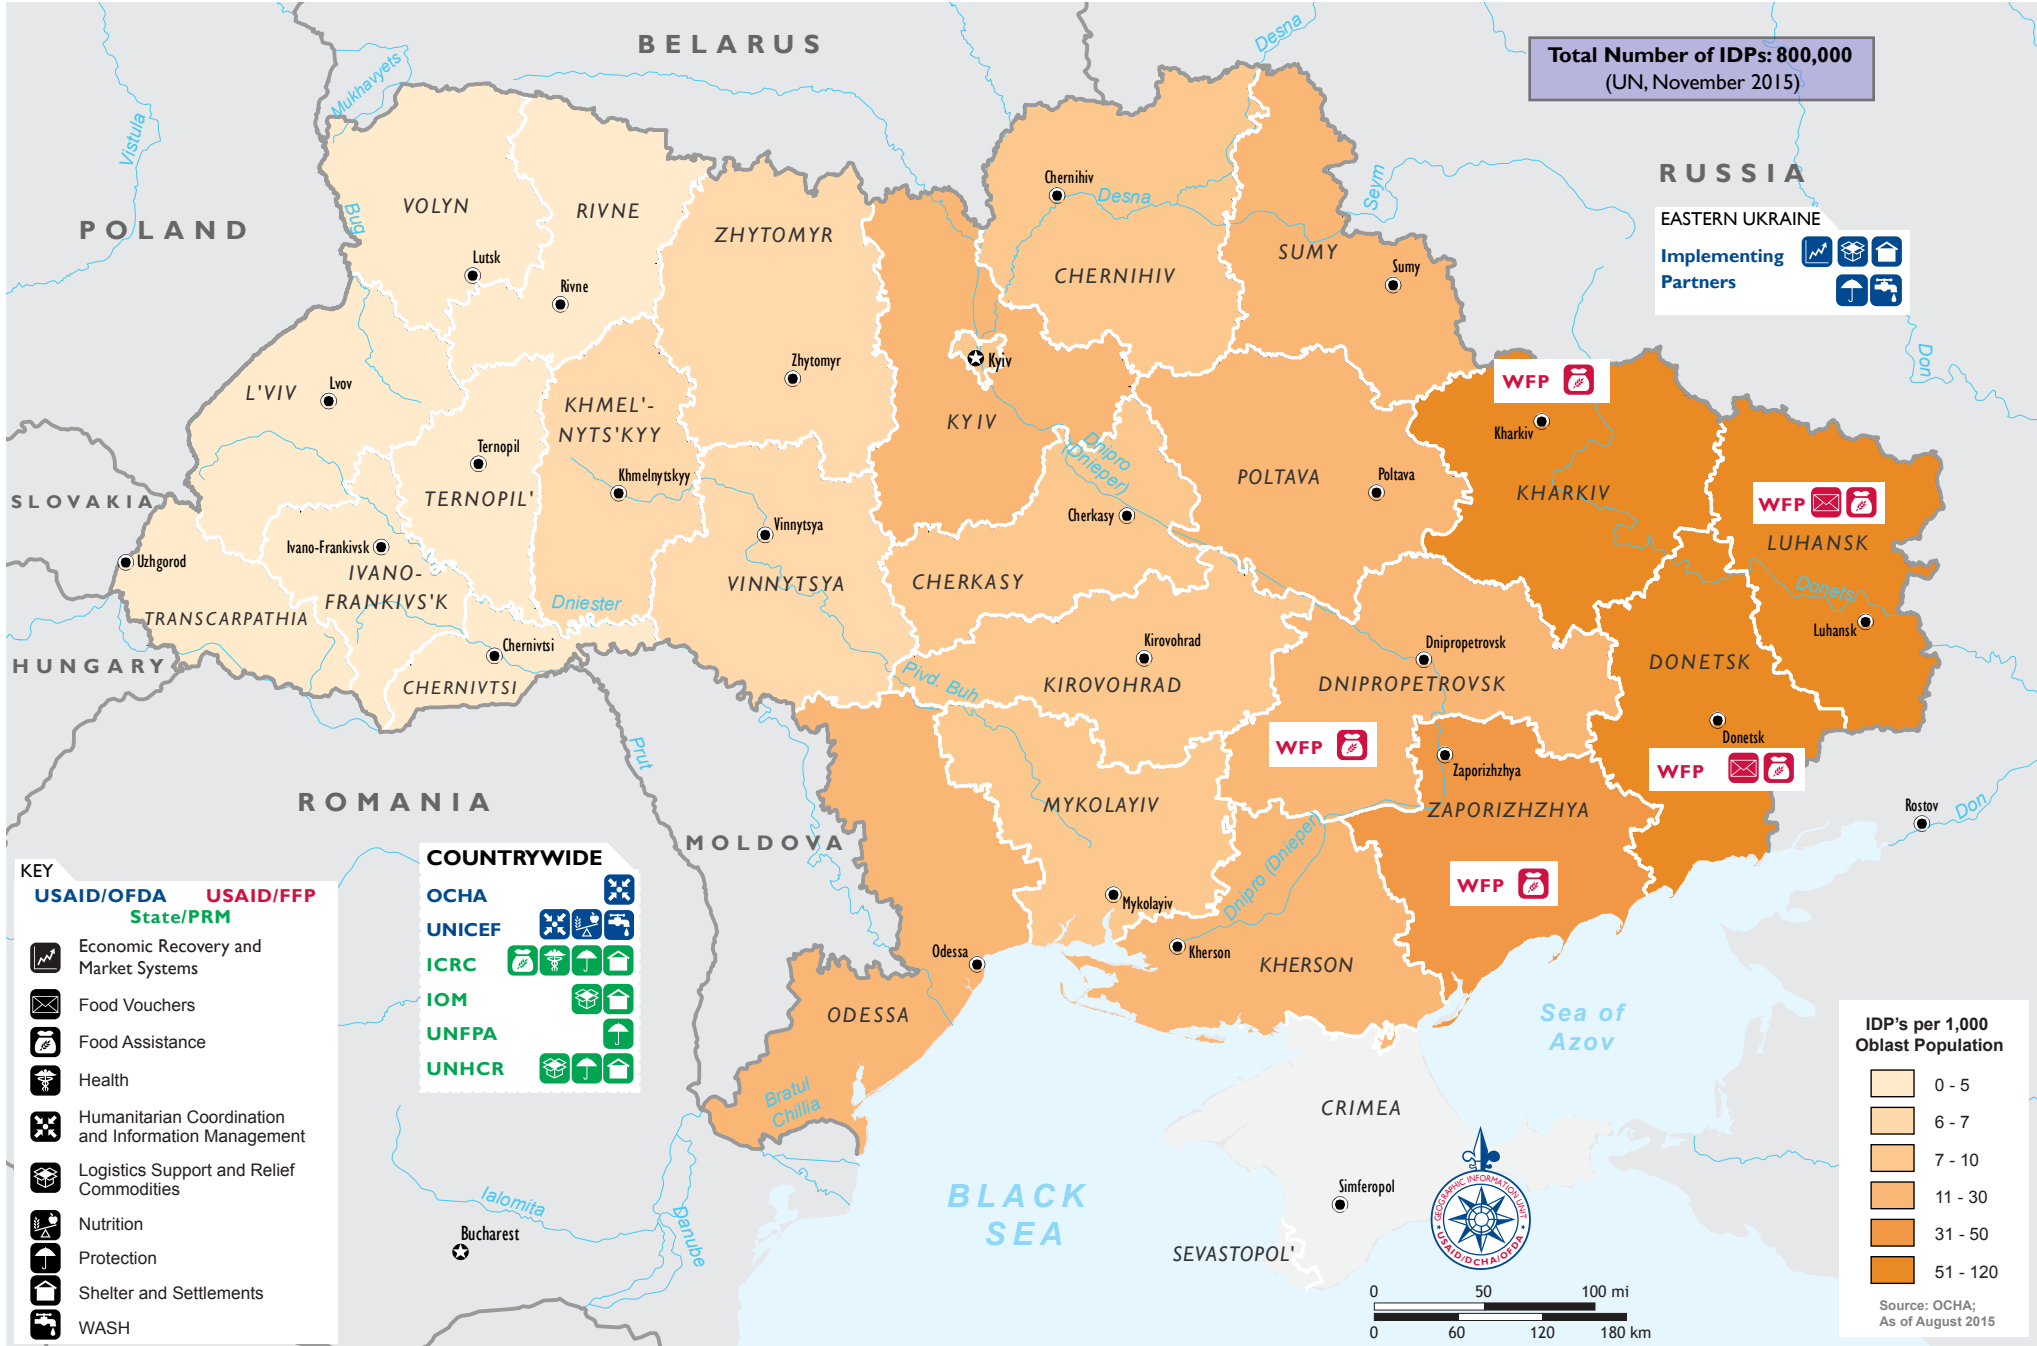 BELARUS
Desna
Mukhavyets
Vistula
Total Number of IDPs: 800,000
(UN, November 2015)
RUSSIA
EASTERN UKRAINE
Implementing
Partners
POLAND
Bug
VOLYN
Lutsk
RIVNE
Rivne
ZHYTOMYR
Zhytomyr
Chernihiv
Desna
CHERNIHIV
Seym
SUMY
Sumy
Don
Kyiv
KYIV
L'VIV
Lvov
KHMEL'-
NYTS'KYY
Khmelnytskyy
Ternopil
TERNOPIL'
SLOVAKIA
Uzhgorod
Ivano-Frankivsk
IVANO-
FRANKIVS'K
TRANSCARPATHIA
HUNGARY
Dniester
Chernivtsi
CHERNIVTSI
Vinnytsya
VINNYTSYA
Dnipro
(Dnieper)
Cherkasy
CHERKASY
POLTAVA
Poltava
WFP
Kharkiv
KHARKIV
WFP
LUHANSK
Donets
Luhansk
Kirovohrad
KIROVOHRAD
Pivd. Buh
Dnipropetrovsk
DNIPROPETROVSK
WFP
DONETSK
Donetsk
WFP
Zaporizhzhya
ZAPORIZHZHYA
WFP
Rostov
Don
ROMANIA
Prut
MOLDOVA
MYKOLAYIV
Mykolayiv
Dnipro (Dnieper)
Kherson
KHERSON
Odessa
ODESSA
Bratul
Chillia
Sea of
Azov
CRIMEA
Simferopol
SEVASTOPOL'
BLACK
SEA
Ialomita
Bucharest
Danube
KEY
USAID/OFDA USAID/FFP
State/PRM
Economic Recovery and
Market Systems
Food Vouchers
Food Assistance
Health
Humanitarian Coordination
and Information Management
Logistics Support and Relief
Commodities
Nutrition
Protection
Shelter and Settlements
WASH
COUNTRYWIDE
OCHA
UNICEF
ICRC
IOM
UNFPA
UNHCR
GEOGRAPHIC INFORMATION UNIT
USAID/DCHA/OFDA
0 50 100 mi
0 60 120 180 km
IDP's per 1,000
Oblast Population
0 - 5
6 - 7
7 - 10
11 - 30
31 - 50
51 - 120
Source: OCHA;
As of August 2015